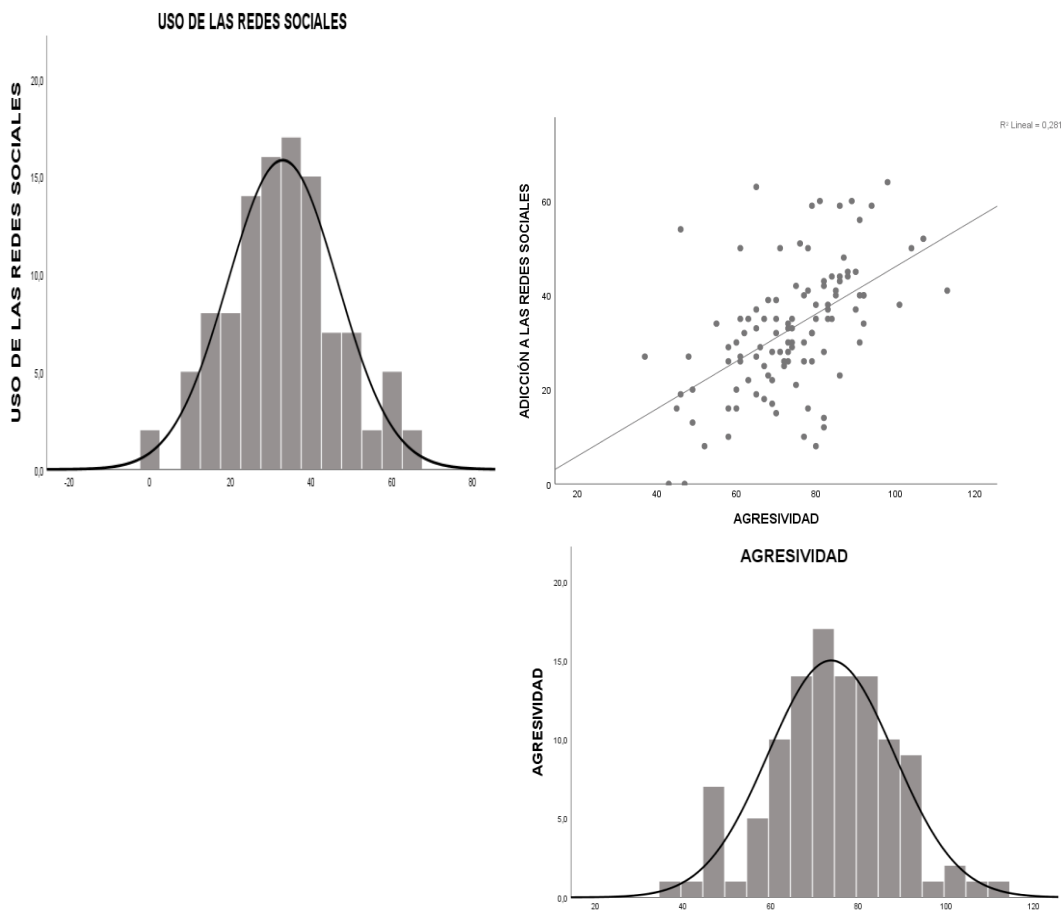 USO DE LAS REDES SOCIALES
USO DE LAS REDES SOCIALES
20,0
15,0
10,0
5,0
0,0
-20 0 20 40 60 80
R² Lineal = 0,281
ADICCIÓN A LAS REDES SOCIALES
60
40
20
0
20 40 60 80 100 120
AGRESIVIDAD
AGRESIVIDAD
AGRESIVIDAD
20,0
15,0
10,0
5,0
0,0
20 40 60 80 100 120